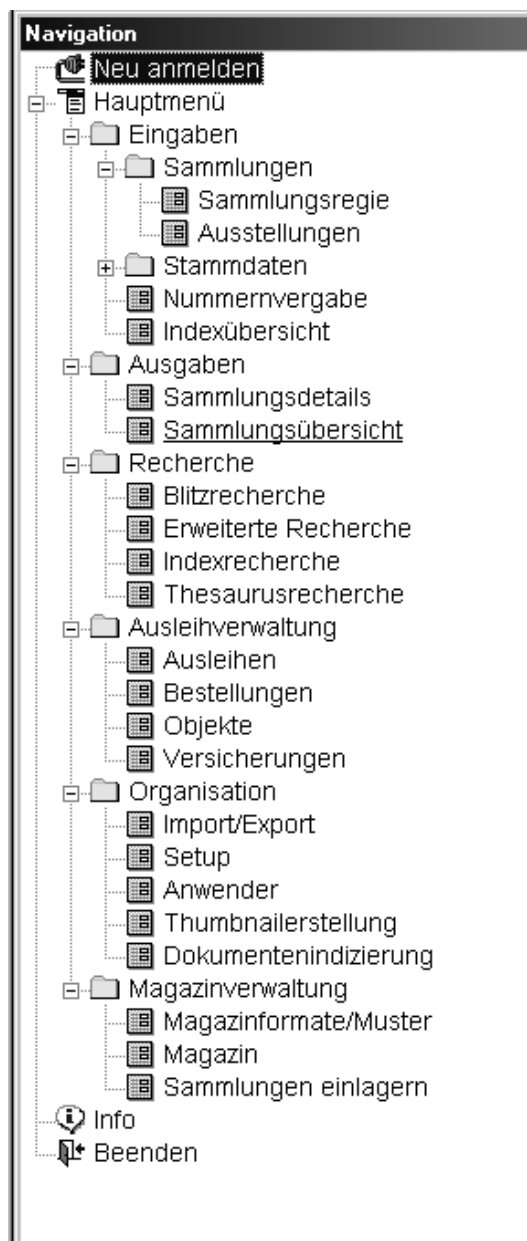 Navigation
Neu anmelden
Hauptmenü
Eingaben
Sammlungen
Sammlungsregie
Ausstellungen
Stammdaten
Nummernvergabe
Indexübersicht
Ausgaben
Sammlungsdetails
Sammlungsübersicht
Recherche
Blitzrecherche
Erweiterte Recherche
Indexrecherche
Thesaurusrecherche
Ausleihverwaltung
Ausleihen
Bestellungen
Objekte
Versicherungen
Organisation
Import/Export
Setup
Anwender
Thumbnailerstellung
Dokumentenindizierung
Magazinverwaltung
Magazinformate/Muster
Magazin
Sammlungen einlagern
Info
Beenden